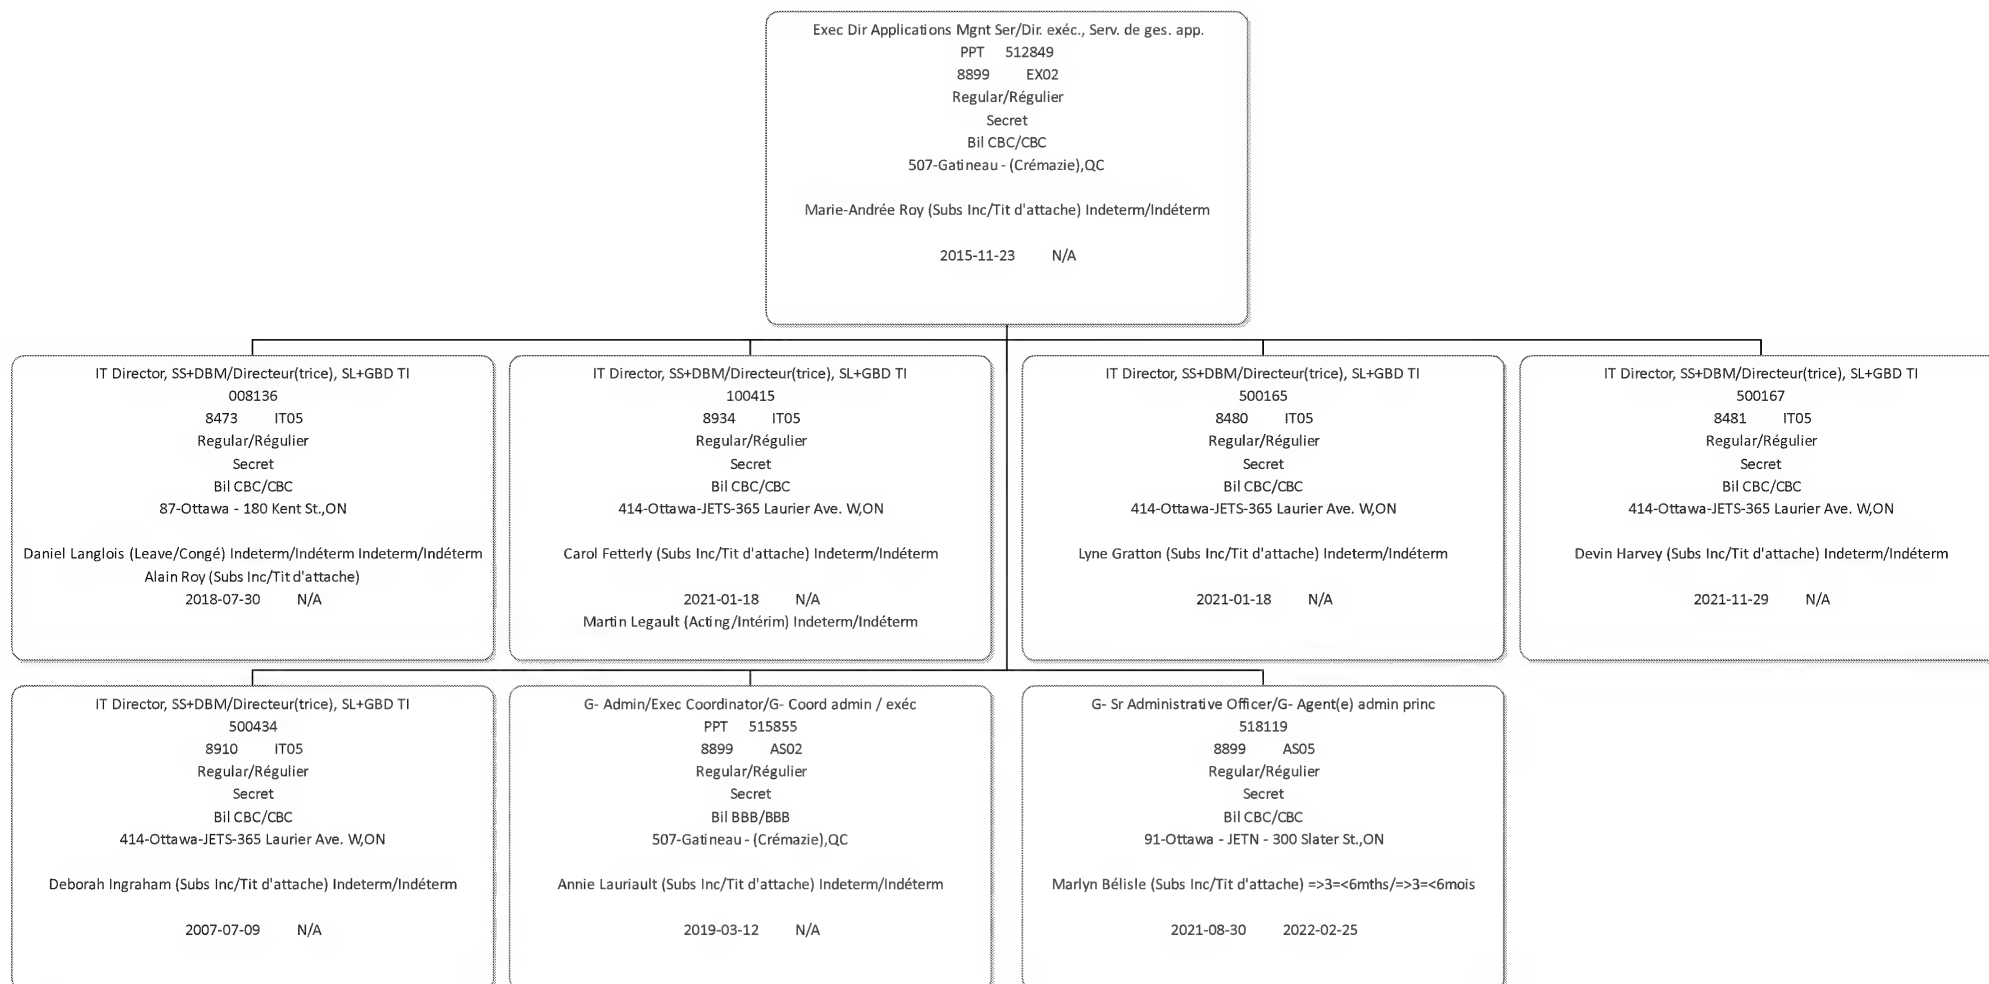 Exec Dir Applications Mgnt Ser/Dir. exéc., Serv. de ges. app.
PPT 512849
8899 EX02
Regular/Régulier
Secret
Bil CBC/CBC
507-Gatineau - (Crémazie),QC
Marie-Andrée Roy (Subs Inc/Tit d'attache) Indeterm/Indéterm
2015-11-23 N/A
IT Director, SS+DBM/Directeur(trice), SL+GBD TI
008136
8473 IT05
Regular/Régulier
Secret
Bil CBC/CBC
87-Ottawa - 180 Kent St.,ON
Daniel Langlois (Leave/Congé) Indeterm/Indéterm Indeterm/Indéterm
Alain Roy (Subs Inc/Tit d'attache)
2018-07-30 N/A
IT Director, SS+DBM/Directeur(trice), SL+GBD TI
100415
8934 IT05
Regular/Régulier
Secret
Bil CBC/CBC
414-Ottawa-JETS-365 Laurier Ave. W,ON
Carol Fetterly (Subs Inc/Tit d'attache) Indeterm/Indéterm
2021-01-18 N/A
Martin Legault (Acting/Intérim) Indeterm/Indéterm
IT Director, SS+DBM/Directeur(trice), SL+GBD TI
500165
8480 IT05
Regular/Régulier
Secret
Bil CBC/CBC
414-Ottawa-JETS-365 Laurier Ave. W,ON
Lyne Gratton (Subs Inc/Tit d'attache) Indeterm/Indéterm
2021-01-18 N/A
IT Director, SS+DBM/Directeur(trice), SL+GBD TI
500167
8481 IT05
Regular/Régulier
Secret
Bil CBC/CBC
414-Ottawa-JETS-365 Laurier Ave. W,ON
Devin Harvey (Subs Inc/Tit d'attache) Indeterm/Indéterm
2021-11-29 N/A
IT Director, SS+DBM/Directeur(trice), SL+GBD TI
500434
8910 IT05
Regular/Régulier
Secret
Bil CBC/CBC
414-Ottawa-JETS-365 Laurier Ave. W,ON
Deborah Ingraham (Subs Inc/Tit d'attache) Indeterm/Indéterm
2007-07-09 N/A
G- Admin/Exec Coordinator/G- Coord admin / exéc
PPT 515855
8899 AS02
Regular/Régulier
Secret
Bil BBB/BBB
507-Gatineau - (Crémazie),QC
Annie Lauriault (Subs Inc/Tit d'attache) Indeterm/Indéterm
2019-03-12 N/A
G- Sr Administrative Officer/G- Agent(e) admin princ
518119
8899 AS05
Regular/Régulier
Secret
Bil CBC/CBC
91-Ottawa - JETN - 300 Slater St.,ON
Marlyn Bélisle (Subs Inc/Tit d'attache) =>3=<6mths/=>3=<6mois
2021-08-30 2022-02-25